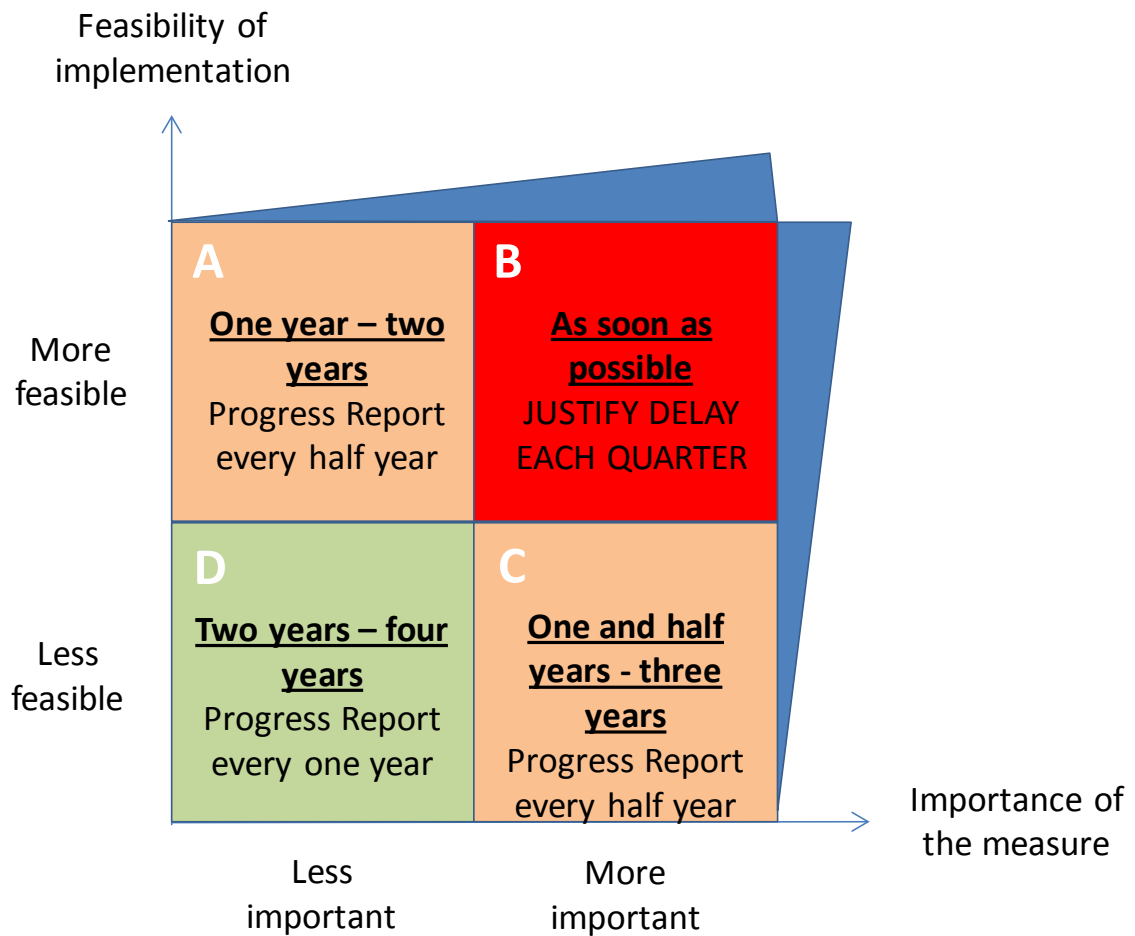 Feasibility of
implementation
A
One year – two
years
Progress Report
every half year
B
As soon as
possible
JUSTIFY DELAY
EACH QUARTER
More
feasible
D
Two years – four
years
Progress Report
every one year
C
One and half
years - three
years
Progress Report
every half year
Less
feasible
Importance of
the measure
Less
important
More
important